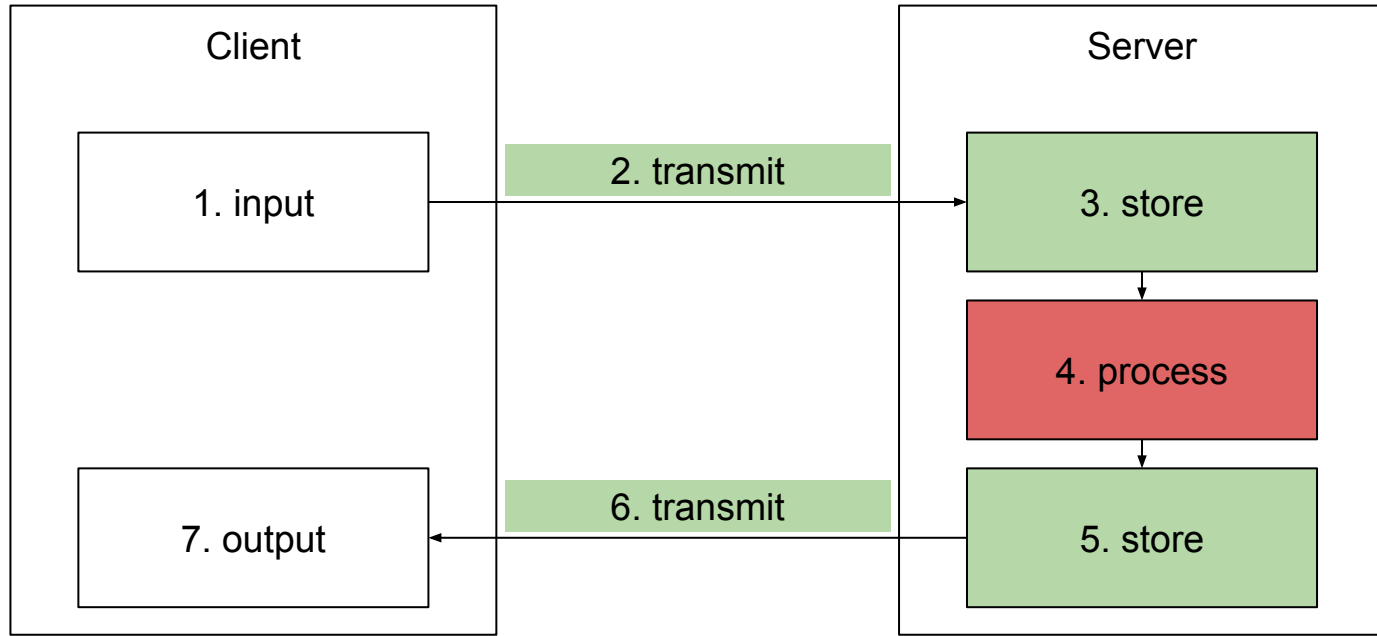 Client
Server
1. input
2. transmit
3. store
4. process
5. store
6. transmit
7. output